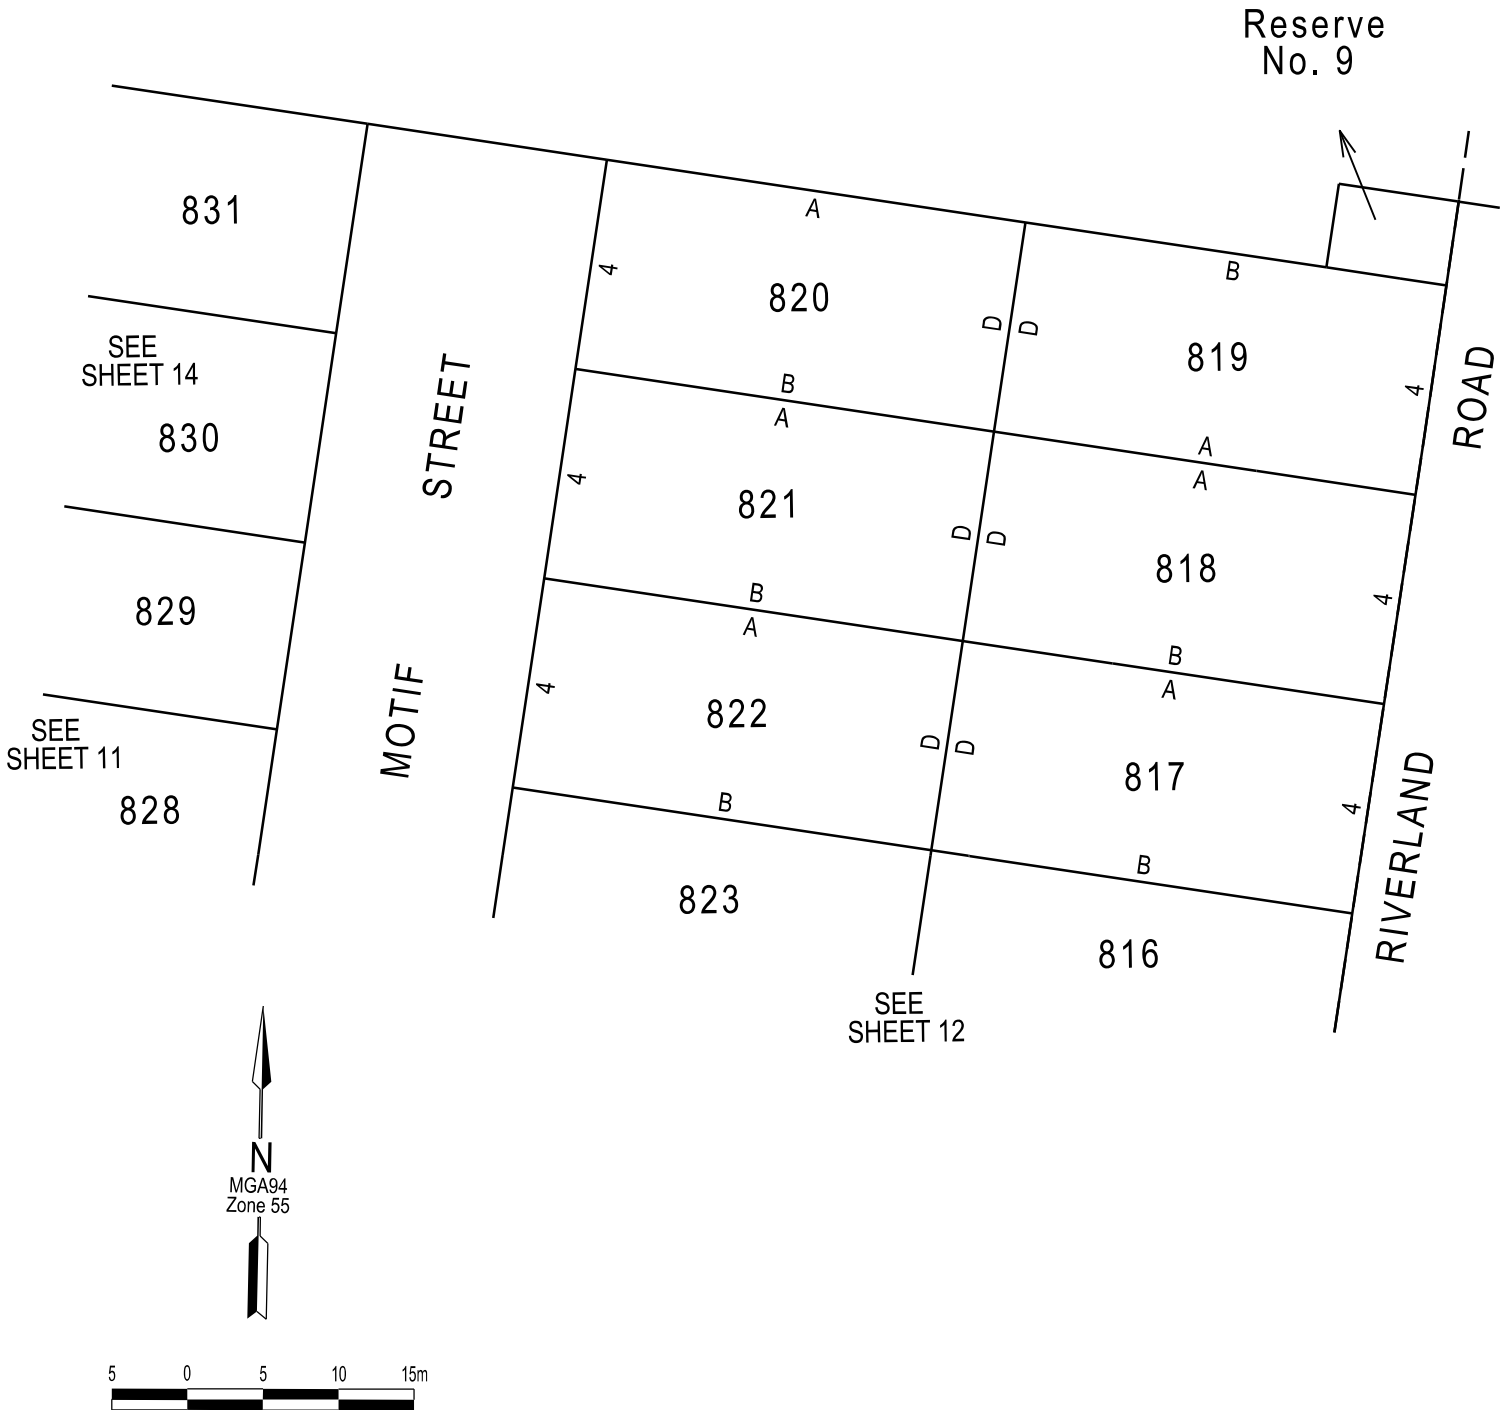 Reserve
No. 9
831
A
B
4
820
D
D
819
SEE
SHEET 14
STREET
ROAD
4
B
A
830
A
A
4
821
D
D
818
829
B
A
4
B
A
MOTIF
4
822
SEE
SHEET 11
D
D
817
RIVERLAND
828
B
4
B
823
816
SEE
SHEET 12
N
MGA94
Zone 55
5 0 5 10 15m